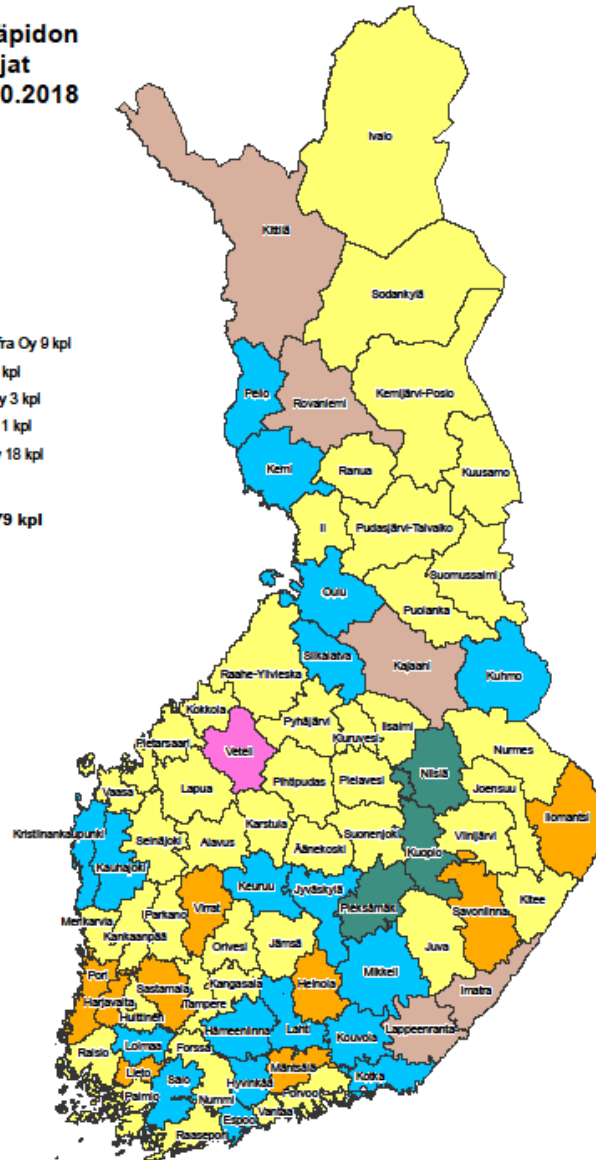 äpidon
jat
0.2018
Ivalo
Kittilä
Sodankylä
fra Oy 9 kpl
kpl
y 3 kpl
1 kpl
y 18 kpl
79 kpl
Pello
Rovaniemi
Kemijärvi-Posio
Kemi
Ranua
Kuusamo
Ii
Pudasjärvi-Taivalko
Suomussalmi
Oulu
Puolanka
Siikalatva
Kajaani
Kuhmo
Raahe-Ylivieska
Kokkola
Pyhäjärvi
Iisalmi
Kiuruvesi
Pietarsaari
Veteli
Nurmes
Nilsiä
Vaasa
Lapua
Pihtipudas
Pielavesi
Joensuu
Ilomantsi
Kristiinankaupunki
Seinäjoki
Alavus
Karstula
Suonenjoki
Viinijärvi
Äänekoski
Kuopio
Kauhajoki
Keuruu
Jyväskylä
Pieksämäk
Savonlinna
Kitee
Merikarvia
Parkano
Virrat
Kankaanpää
Orivesi
Jämsä
Juva
Mikkeli
Pori
Sastamala
Kangasala
Heinola
Imatra
Harjavalta
Tampere
Huittinen
Lappeenranta
Raisio
Loimaa
Forssa
Hämeenlinna
Lahti
Kouvola
Lieto
Salo
Hyvinkää
Mäntsälä
Kotka
Paimio
Nummi
Porvoo
Vantaa
Espoo
Raasepori